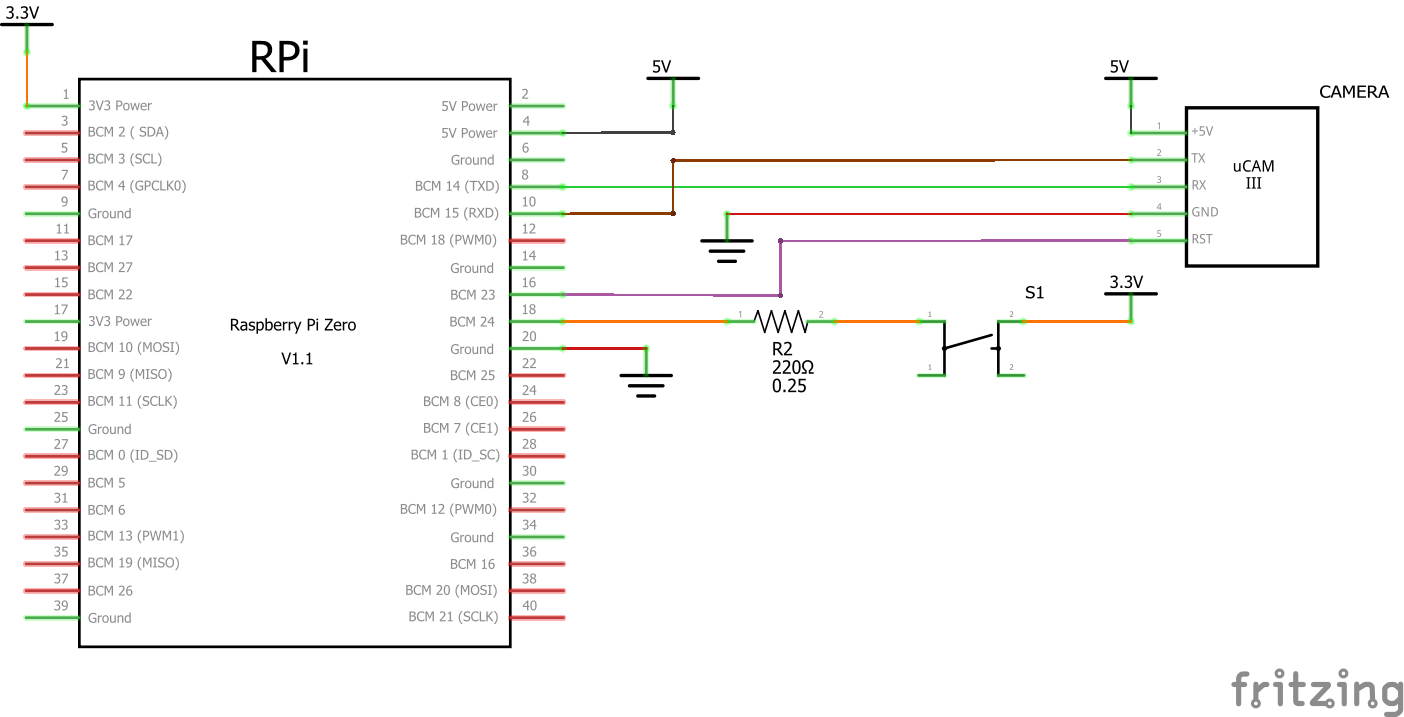 3.3V
RPi
5V
5V
CAMERA
1 3V3 Power 5V Power 2
3 BCM 2 ( SDA) 5V Power 4
5 BCM 3 (SCL) Ground 6
7 BCM 4 (GPCLK0) BCM 14 (TXD) 8
9 Ground BCM 15 (RXD) 10
11 BCM 17 BCM 18 (PWM0) 12
13 BCM 27 Ground 14
15 BCM 22 BCM 23 16
17 3V3 Power BCM 24 18
19 BCM 10 (MOSI) Ground 20
21 BCM 9 (MISO) BCM 25 22
23 BCM 11 (SCLK) BCM 8 (CE0) 24
25 Ground BCM 7 (CE1) 26
27 BCM 0 (ID_SD) BCM 1 (ID_SC) 28
29 BCM 5 Ground 30
31 BCM 6 BCM 12 (PWM0) 32
33 BCM 13 (PWM1) Ground 34
35 BCM 19 (MISO) BCM 16 36
37 BCM 26 BCM 20 (MOSI) 38
39 Ground BCM 21 (SCLK) 40
Raspberry Pi Zero
V1.1
1 +5V
2 TX
3 RX
4 GND
5 RST
uCAM
III
S1
3.3V
1 2
R2
220Ω
0.25
1 2
1 2
fritzing